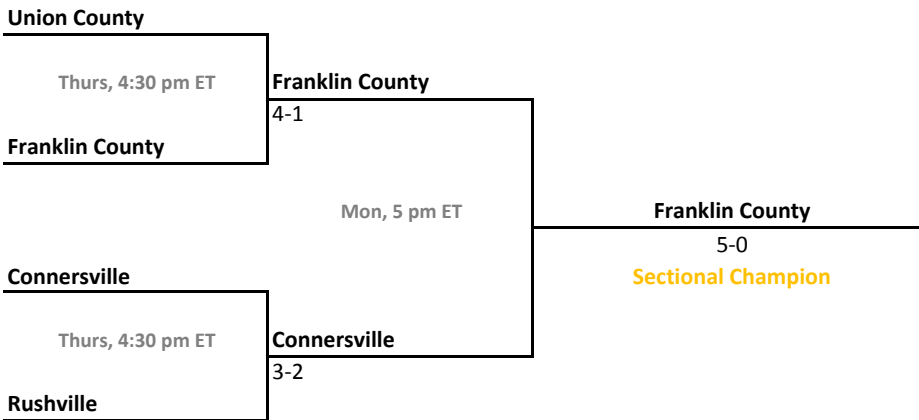 Union County
Thurs, 4:30 pm ET
Franklin County
4-1
Franklin County
Mon, 5 pm ET
Franklin County
5-0
Sectional Champion
Connersville
Thurs, 4:30 pm ET
Connersville
3-2
Rushville